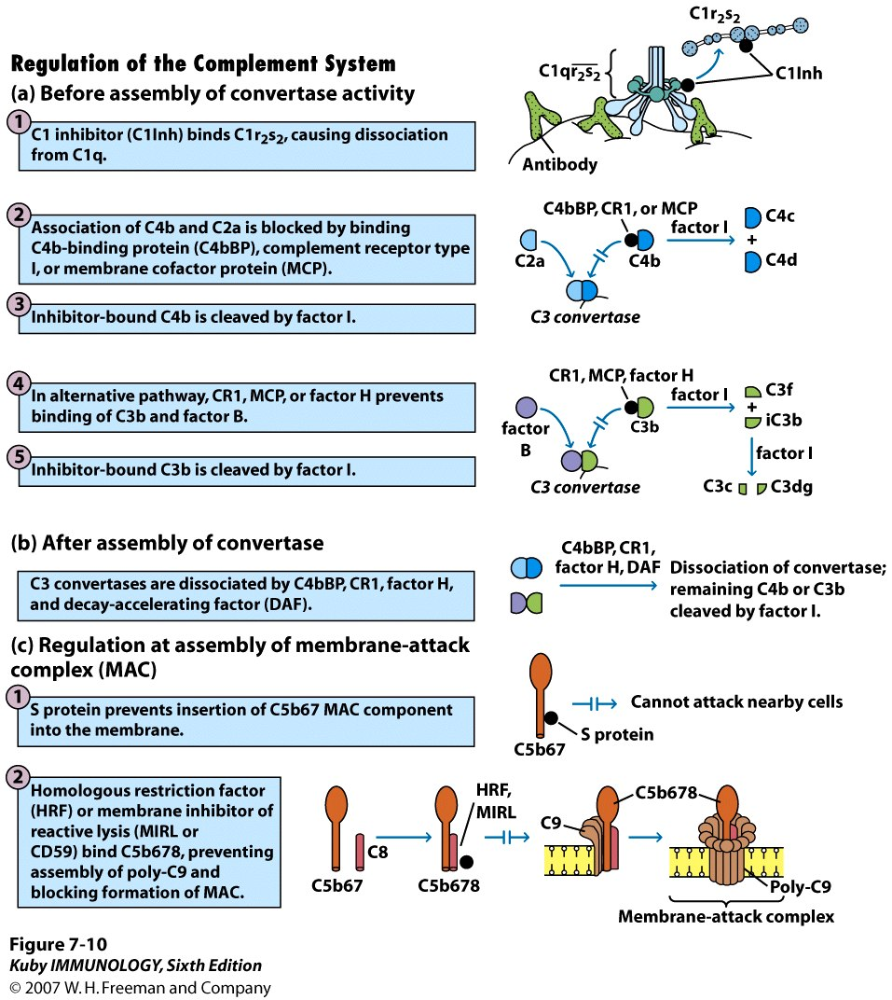 Regulation of the Complement System
(a) Before assembly of convertase activity
1
C1 inhibitor (C1Inh) binds C1r₂s₂, causing dissociation
from C1q.
C1r₂s₂
C1qr₂s₂
C1Inh
Antibody
2
Association of C4b and C2a is blocked by binding
C4b-binding protein (C4bBP), complement receptor type
I, or membrane cofactor protein (MCP).
3
Inhibitor-bound C4b is cleaved by factor I.
C4bBP, CR1, or MCP
C2a
C4b
factor I
C4c
+
C4d
C3 convertase
4
In alternative pathway, CR1, MCP, or factor H prevents
binding of C3b and factor B.
5
Inhibitor-bound C3b is cleaved by factor I.
CR1, MCP, factor H
factor
B
C3b
factor I
C3f
+
iC3b
factor I
C3c
C3dg
C3 convertase
(b) After assembly of convertase
C3 convertases are dissociated by C4bBP, CR1, factor H,
and decay-accelerating factor (DAF).
C4bBP, CR1,
factor H, DAF
Dissociation of convertase;
remaining C4b or C3b
cleaved by factor I.
(c) Regulation at assembly of membrane-attack
complex (MAC)
1
S protein prevents insertion of C5b67 MAC component
into the membrane.
Cannot attack nearby cells
S protein
C5b67
2
Homologous restriction factor
(HRF) or membrane inhibitor of
reactive lysis (MIRL or
CD59) bind C5b678, preventing
assembly of poly-C9 and
blocking formation of MAC.
C5b67
C8
C5b678
HRF,
MIRL
C9
C5b678
Poly-C9
Membrane-attack complex
Figure 7-10
Kuby IMMUNOLOGY, Sixth Edition
© 2007 W. H. Freeman and Company